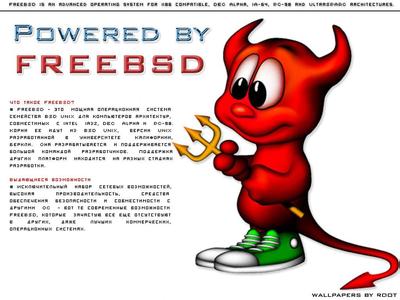 FREEBSD IS AN ADVANCED OPERATING SYSTEM FOR X86 COMPATIBLE, DEC ALPHA, IA-64, PC-98 AND ULTRASPARC ARCHITECTURES.
POWERED BY
FREEBSD
ЧТО ТАКОЕ FREEBSD?
FREEBSD - ЭТО МОЩНАЯ ОПЕРАЦИОННАЯ СИСТЕМА
СЕМЕЙСТВА BSD UNIX ДЛЯ КОМПЬЮТЕРОВ АРХИТЕКТУР,
СОВМЕСТИМЫХ С INTEL IA32, DEC ALPHA И PC-98.
КОРНИ ЕЕ ИДУТ ИЗ BSD UNIX, ВЕРСИИ UNIX
РАЗРАБОТАННОЙ В УНИВЕРСИТЕТЕ КАЛИФОРНИИ,
БЕРКЛИ. ОНА РАЗРАБАТЫВАЕТСЯ И ПОДДЕРЖИВАЕТСЯ
БОЛЬШОЙ КОМАНДОЙ РАЗРАБОТЧИКОВ. ПОДДЕРЖКА
ДРУГИХ ПЛАТФОРМ НАХОДИТСЯ НА РАЗНЫХ СТАДИЯХ
РАЗРАБОТКИ.
ВЫДАЮЩИЕСЯ ВОЗМОЖНОСТИ
ИСКЛЮЧИТЕЛЬНЫЙ НАБОР СЕТЕВЫХ ВОЗМОЖНОСТЕЙ,
ВЫСОКАЯ ПРОИЗВОДИТЕЛЬНОСТЬ, СРЕДСТВА
ОБЕСПЕЧЕНИЯ БЕЗОПАСНОСТИ И СОВМЕСТИМОСТИ С
ДРУГИМИ ОС - ВОТ ТЕ СОВРЕМЕННЫЕ ВОЗМОЖНОСТИ
FREEBSD, КОТОРЫЕ ЗАЧАСТУЮ ВСЁ ЕЩЁ ОТСУТСТВУЮТ
В ДРУГИХ, ДАЖЕ ЛУЧШИХ КОММЕРЧЕСКИХ,
ОПЕРАЦИОННЫХ СИСТЕМАХ.
WALLPAPERS BY ROOT